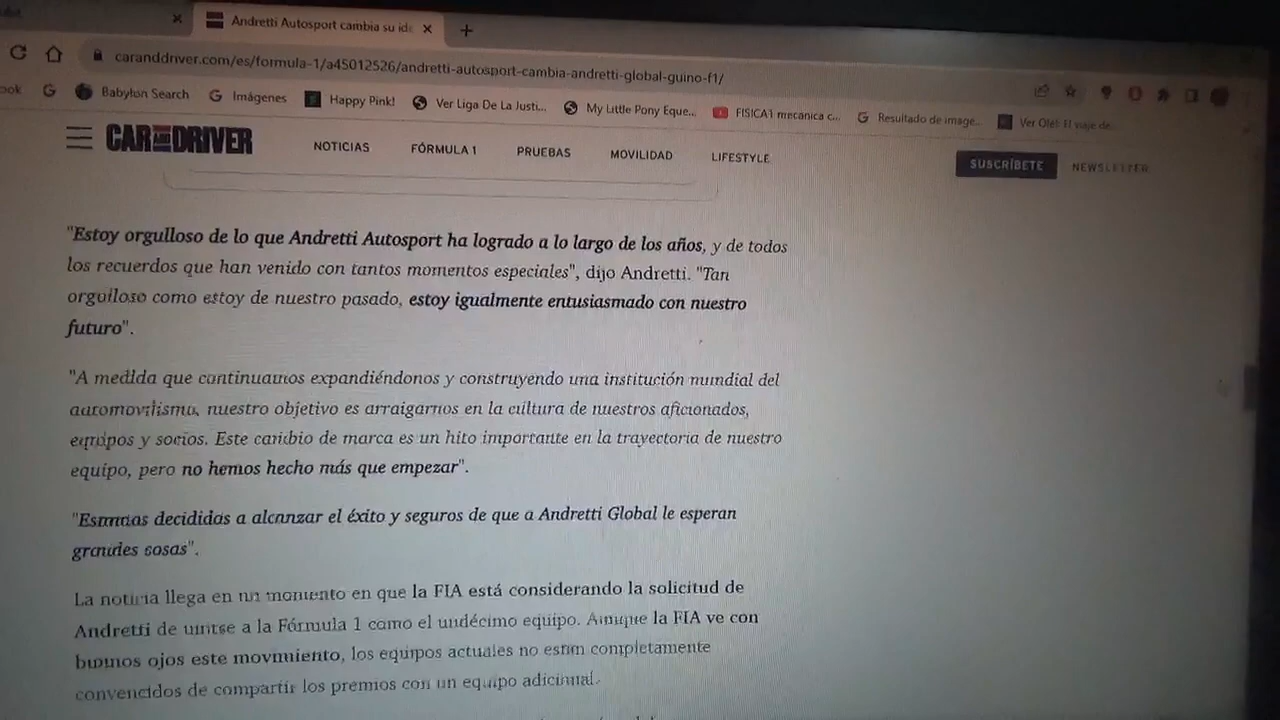 Andretti Autosport cambia su ide
caranddriver.com/es/formula-1/a45012526/andretti-autosport-cambia-andretti-global-guino-f1/
ook G Babylon Search G Imágenes Happy Pink! Ver Liga De La Justi... My Little Pony Eque... FISICA1 mecanica c... G Resultado de image... Ver Olé!: El viaje de...
CAR AND DRIVER NOTICIAS FÓRMULA 1 PRUEBAS MOVILIDAD LIFESTYLE SUSCRÍBETE NEWSLETTER
"Estoy orgulloso de lo que Andretti Autosport ha logrado a lo largo de los años, y de todos
los recuerdos que han venido con tantos momentos especiales", dijo Andretti. "Tan
orgulloso como estoy de nuestro pasado, estoy igualmente entusiasmado con nuestro
futuro".
"A medida que continuamos expandiéndonos y construyendo una institución mundial del
automovilismo, nuestro objetivo es arraigarnos en la cultura de nuestros aficionados,
equipos y socios. Este cambio de marca es un hito importante en la trayectoria de nuestro
equipo, pero no hemos hecho más que empezar".
"Estamos decididos a alcanzar el éxito y seguros de que a Andretti Global le esperan
grandes cosas".
La noticia llega en un momento en que la FIA está considerando la solicitud de
Andretti de unirse a la Fórmula 1 como el undécimo equipo. Aunque la FIA ve con
buenos ojos este movimiento, los equipos actuales no están completamente
convencidos de compartir los premios con un equipo adicional.